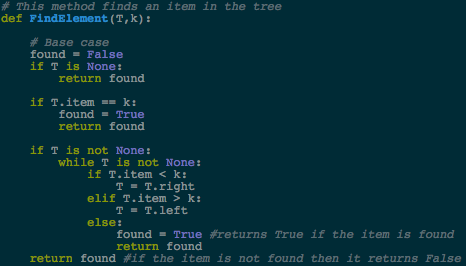 # This method finds an item in the tree
def FindElement(T,k):
    # Base case
    found = False
    if T is None:
        return found
    if T.item == k:
        found = True
        return found
    if T is not None:
        while T is not None:
            if T.item < k:
                T = T.right
            elif T.item > k:
                T = T.left
            else:
                found = True #returns True if the item is found
                return found
    return found #if the item is not found then it returns False